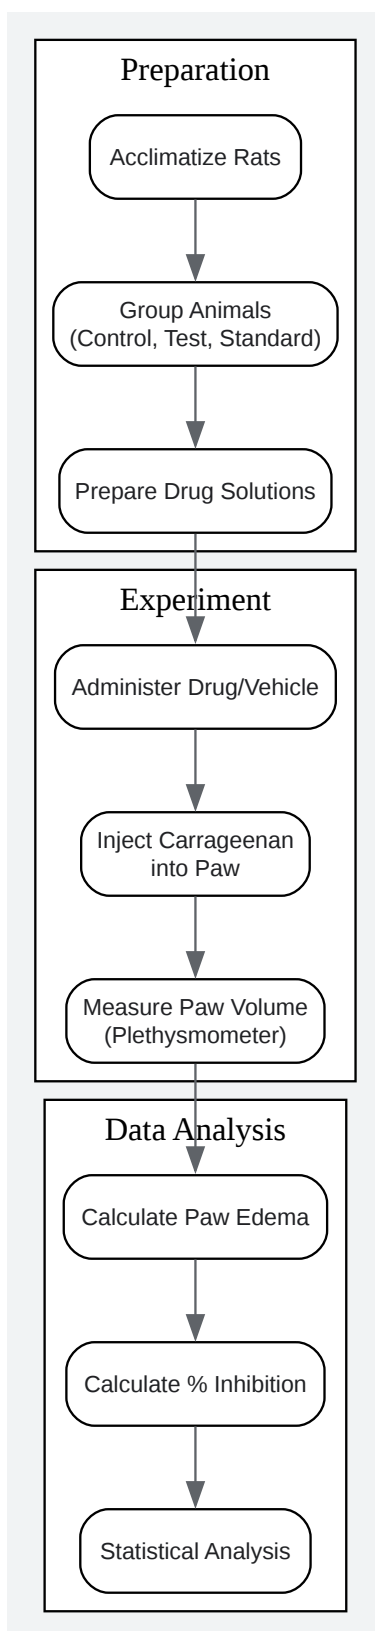 Preparation
Acclimatize Rats
Group Animals
(Control, Test, Standard)
Prepare Drug Solutions
Experiment
Administer Drug/Vehicle
Inject Carrageenan
into Paw
Measure Paw Volume
(Plethysmometer)
Data Analysis
Calculate Paw Edema
Calculate % Inhibition
Statistical Analysis